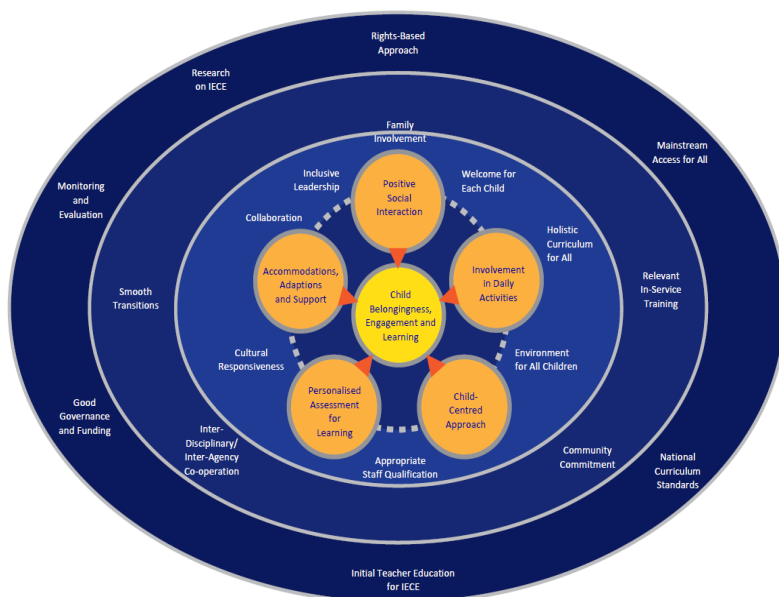 Rights-Based
Approach
Research
on IECE
Family
Involvement
Mainstream
Access for All
Inclusive
Leadership
Positive
Social
Interaction
Welcome for
Each Child
Monitoring
and
Evaluation
Collaboration
Holistic
Curriculum
for All
Accommodations,
Adaptions
and Support
Involvement
in Daily
Activities
Smooth
Transitions
Child
Belongingness,
Engagement and
Learning
Relevant
In-Service
Training
Cultural
Responsiveness
Environment
for All Children
Personalised
Assessment
for
Learning
Child-
Centred
Approach
Good
Governance
and Funding
Inter-
Disciplinary/
Inter-Agency
Co-operation
Appropriate
Staff Qualification
Community
Commitment
National
Curriculum
Standards
Initial Teacher Education
for IECE